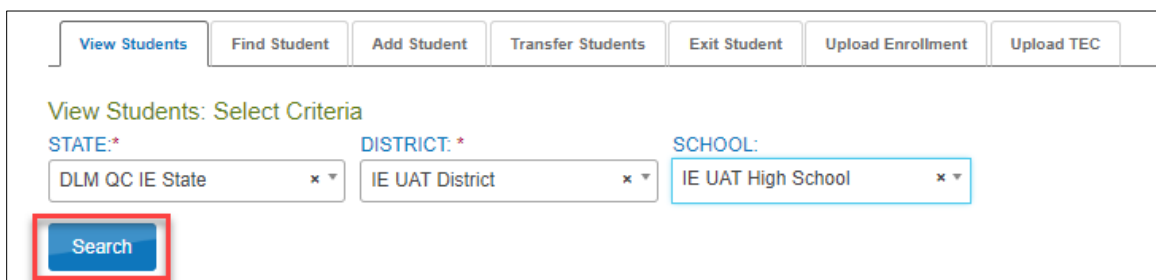 View Students Find Student Add Student Transfer Students Exit Student Upload Enrollment Upload TEC
View Students: Select Criteria
STATE:* DISTRICT: * SCHOOL:
DLM QC IE State × IE UAT District × IE UAT High School ×
Search